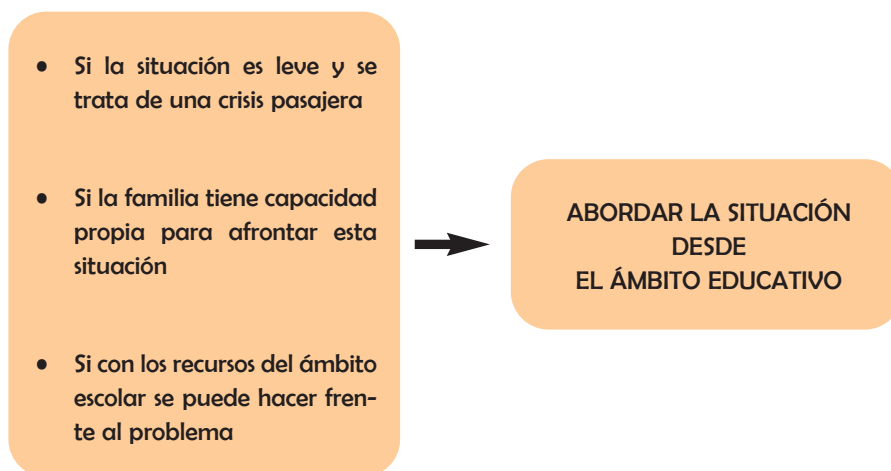 • Si la situación es leve y se
trata de una crisis pasajera
• Si la familia tiene capacidad
propia para afrontar esta
situación
• Si con los recursos del ámbito
escolar se puede hacer fren-
te al problema
ABORDAR LA SITUACIÓN
DESDE
EL ÁMBITO EDUCATIVO